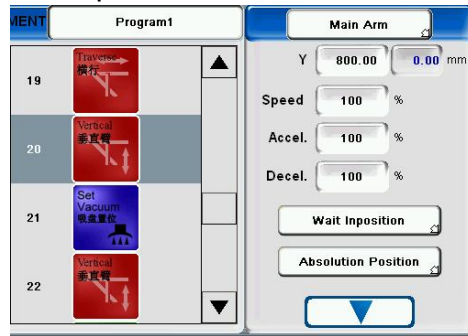 MENT
Program1
19
Traverse
横行
20
Vertical
垂直臂
21
Set
Vacuum
吸盘置位
22
Vertical
垂直臂
Main Arm
Y 800.00 0.00 mm
Speed 100 %
Accel. 100 %
Decel. 100 %
Wait Inposition
Absolution Position